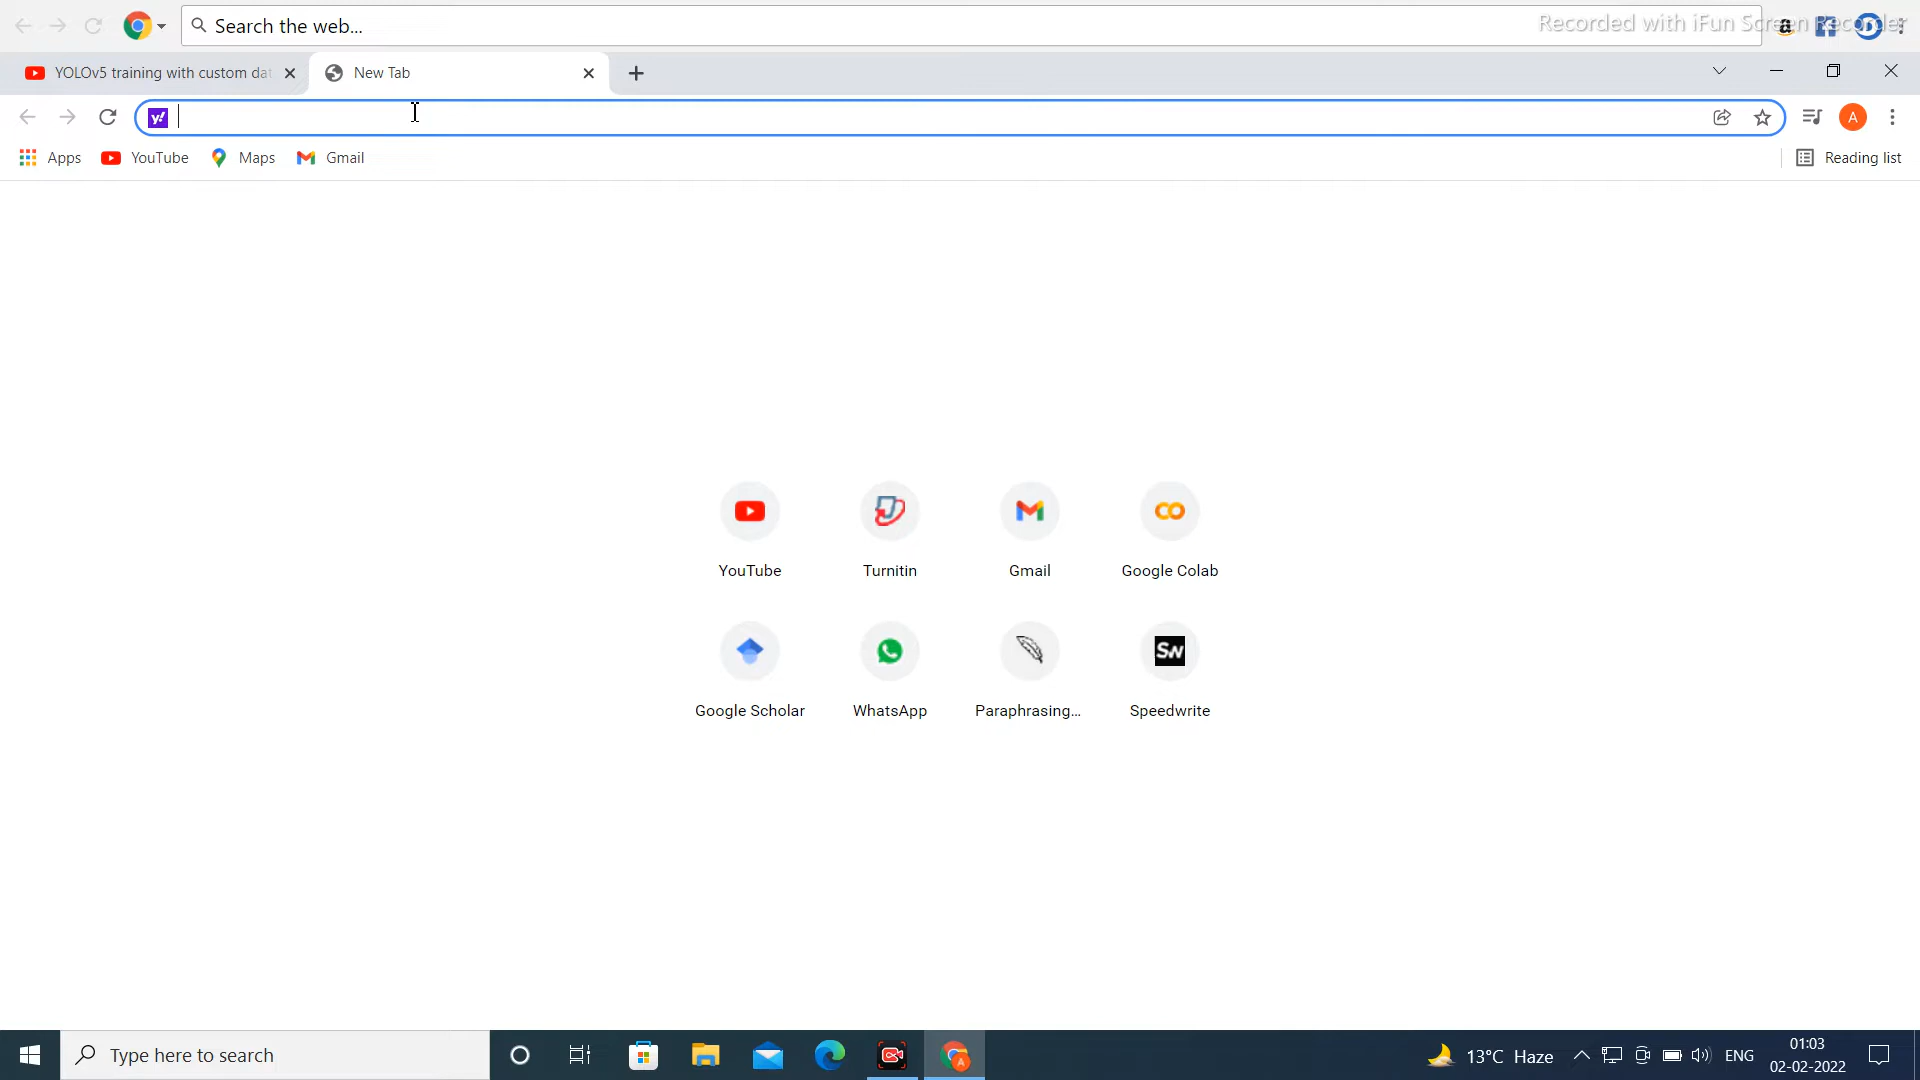 Search the web...
Recorded with iFun Screen Recorder
YOLOv5 training with custom dat
New Tab
Apps
YouTube
Maps
Gmail
Reading list
A
YouTube
Turnitin
Gmail
Google Colab
Sw
Google Scholar
WhatsApp
Paraphrasing...
Speedwrite
Type here to search
13°C Haze
ENG
01:03
02-02-2022